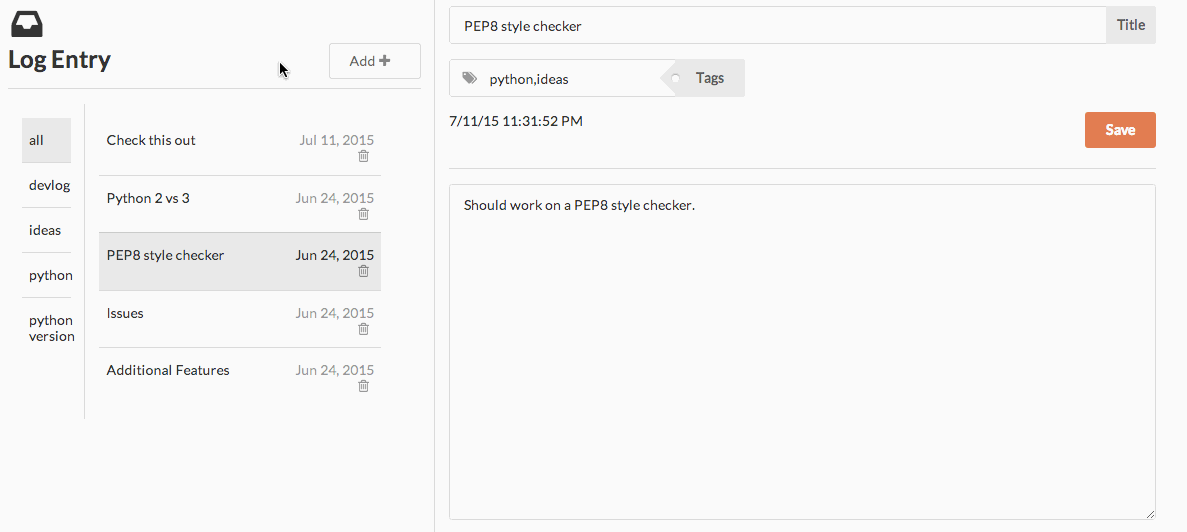 Log Entry
Add
all
devlog
ideas
python
python
version
Check this out Jul 11, 2015
Python 2 vs 3 Jun 24, 2015
PEP8 style checker Jun 24, 2015
Issues Jun 24, 2015
Additional Features Jun 24, 2015
PEP8 style checker Title
python,ideas Tags
7/11/15 11:31:52 PM
Save
Should work on a PEP8 style checker.